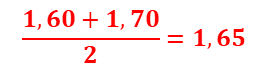 1,60 + 1,70
2
= 1,65